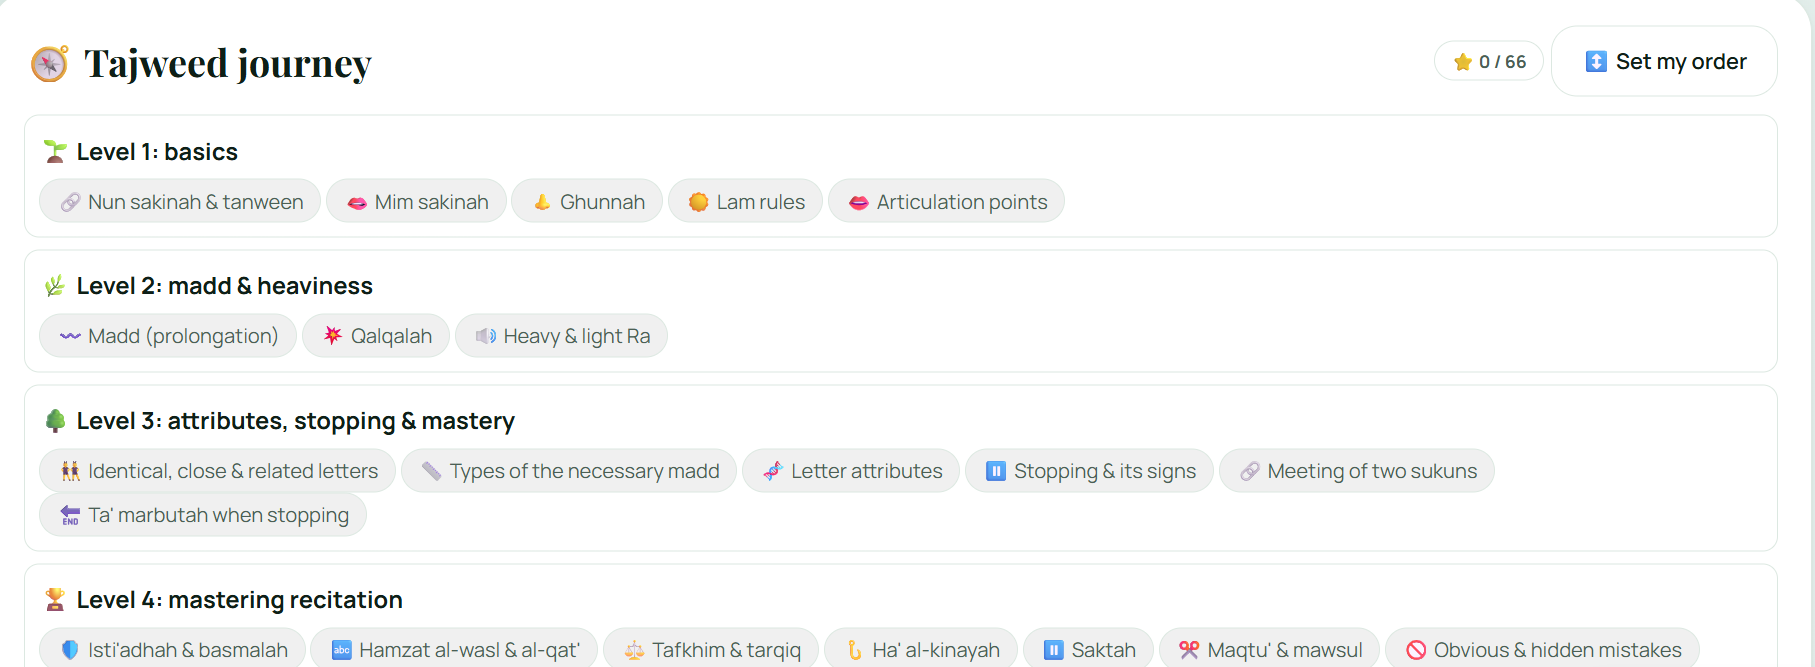 Tajweed journey
0 / 66
Set my order
Level 1: basics
Nun sakinah & tanween
Mim sakinah
Ghunnah
Lam rules
Articulation points
Level 2: madd & heaviness
Madd (prolongation)
Qalqalah
Heavy & light Ra
Level 3: attributes, stopping & mastery
Identical, close & related letters
Types of the necessary madd
Letter attributes
Stopping & its signs
Meeting of two sukuns
Ta' marbutah when stopping
Level 4: mastering recitation
Isti'adhah & basmalah
Hamzat al-wasl & al-qat'
Tafkhim & tarqiq
Ha' al-kinayah
Saktah
Maqtu' & mawsul
Obvious & hidden mistakes